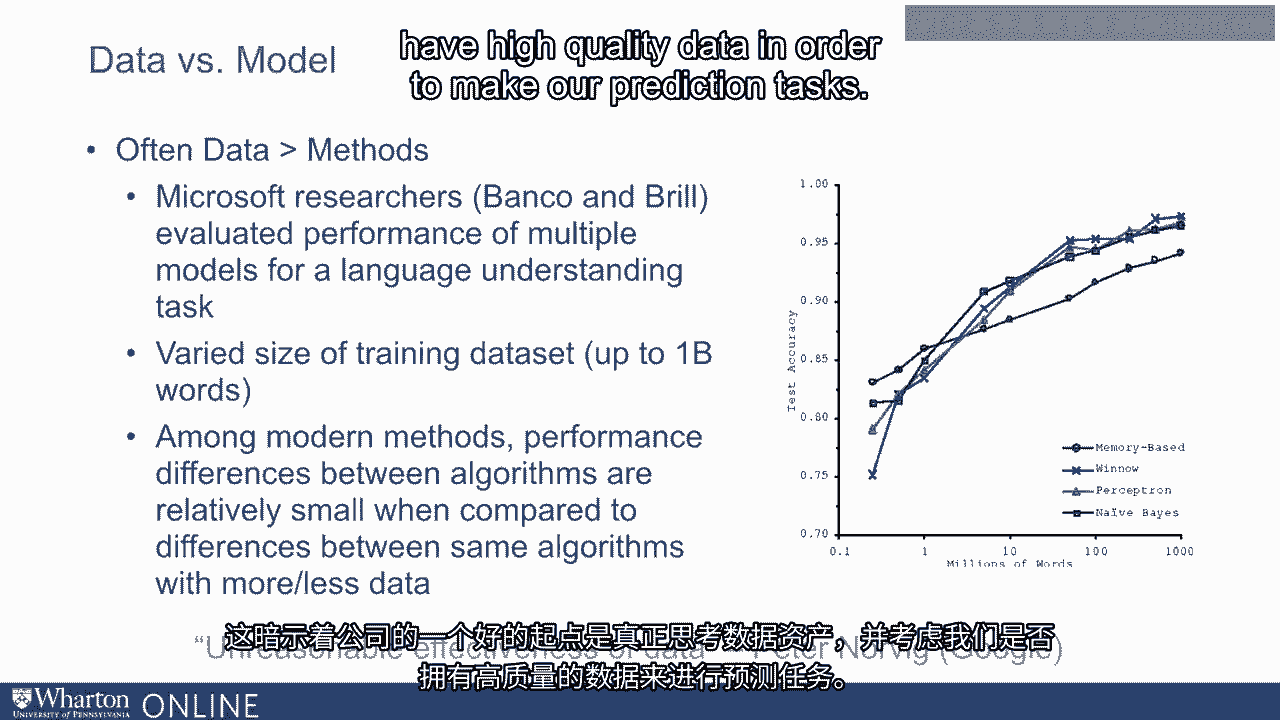 Data vs. Model
have high quality data in order
to make our prediction tasks.
• Often Data > Methods
• Microsoft researchers (Banco and Brill)
evaluated performance of multiple
models for a language understanding
task
• Varied size of training dataset (up to 1B
words)
• Among modern methods, performance
differences between algorithms are
relatively small when compared to
differences between same algorithms
with more/less data
1.00
0.95
0.90
0.85
0.80
0.75
0.70
Test Accuracy
0.1 1 10 100 1000
Millions of Words
Memory-Based
Winnow
Perceptron
Naïve Bayes
“Unreasonable effectiveness of data” Peter Norvig (Google)
这暗示着公司的一个好的起点是真正思考数据资产，并考虑我们是否
拥有高质量的数据来进行预测任务。
Wharton
UNIVERSITY of PENNSYLVANIA
ONLINE